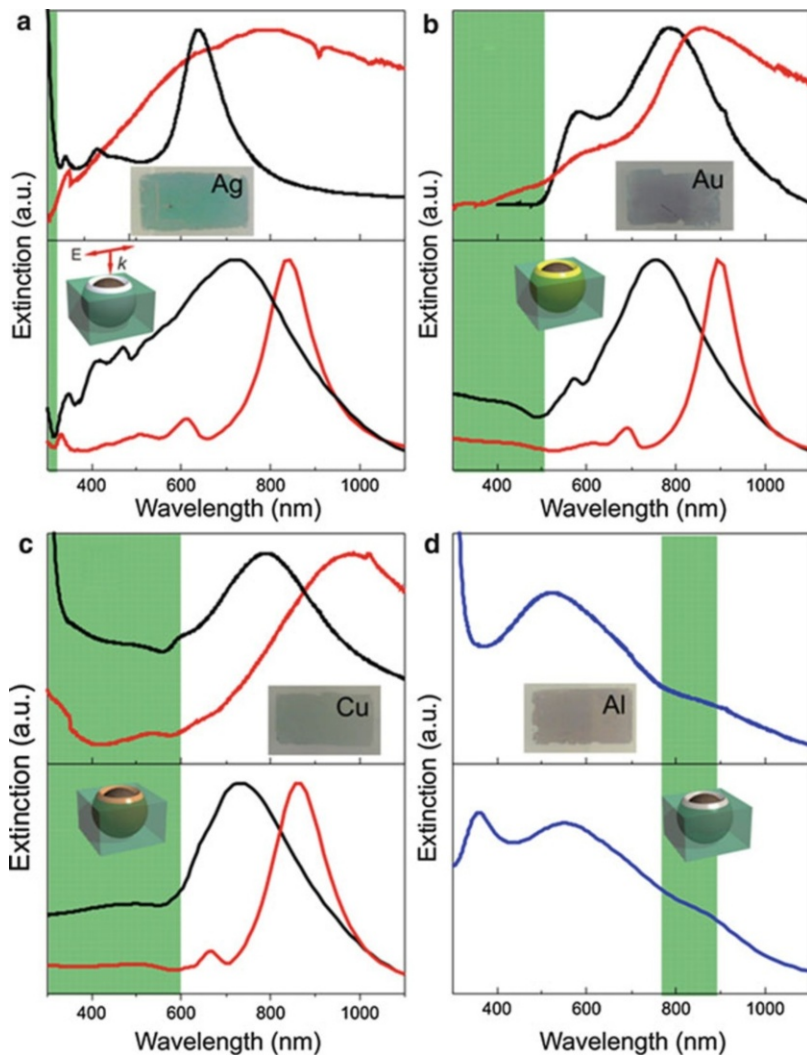 a
b
Extinction (a.u.)
Extinction (a.u.)
Ag
Au
E
k
400 600 800 1000
400 600 800 1000
Wavelength (nm)
Wavelength (nm)
c
d
Extinction (a.u.)
Extinction (a.u.)
Cu
Al
400 600 800 1000
400 600 800 1000
Wavelength (nm)
Wavelength (nm)